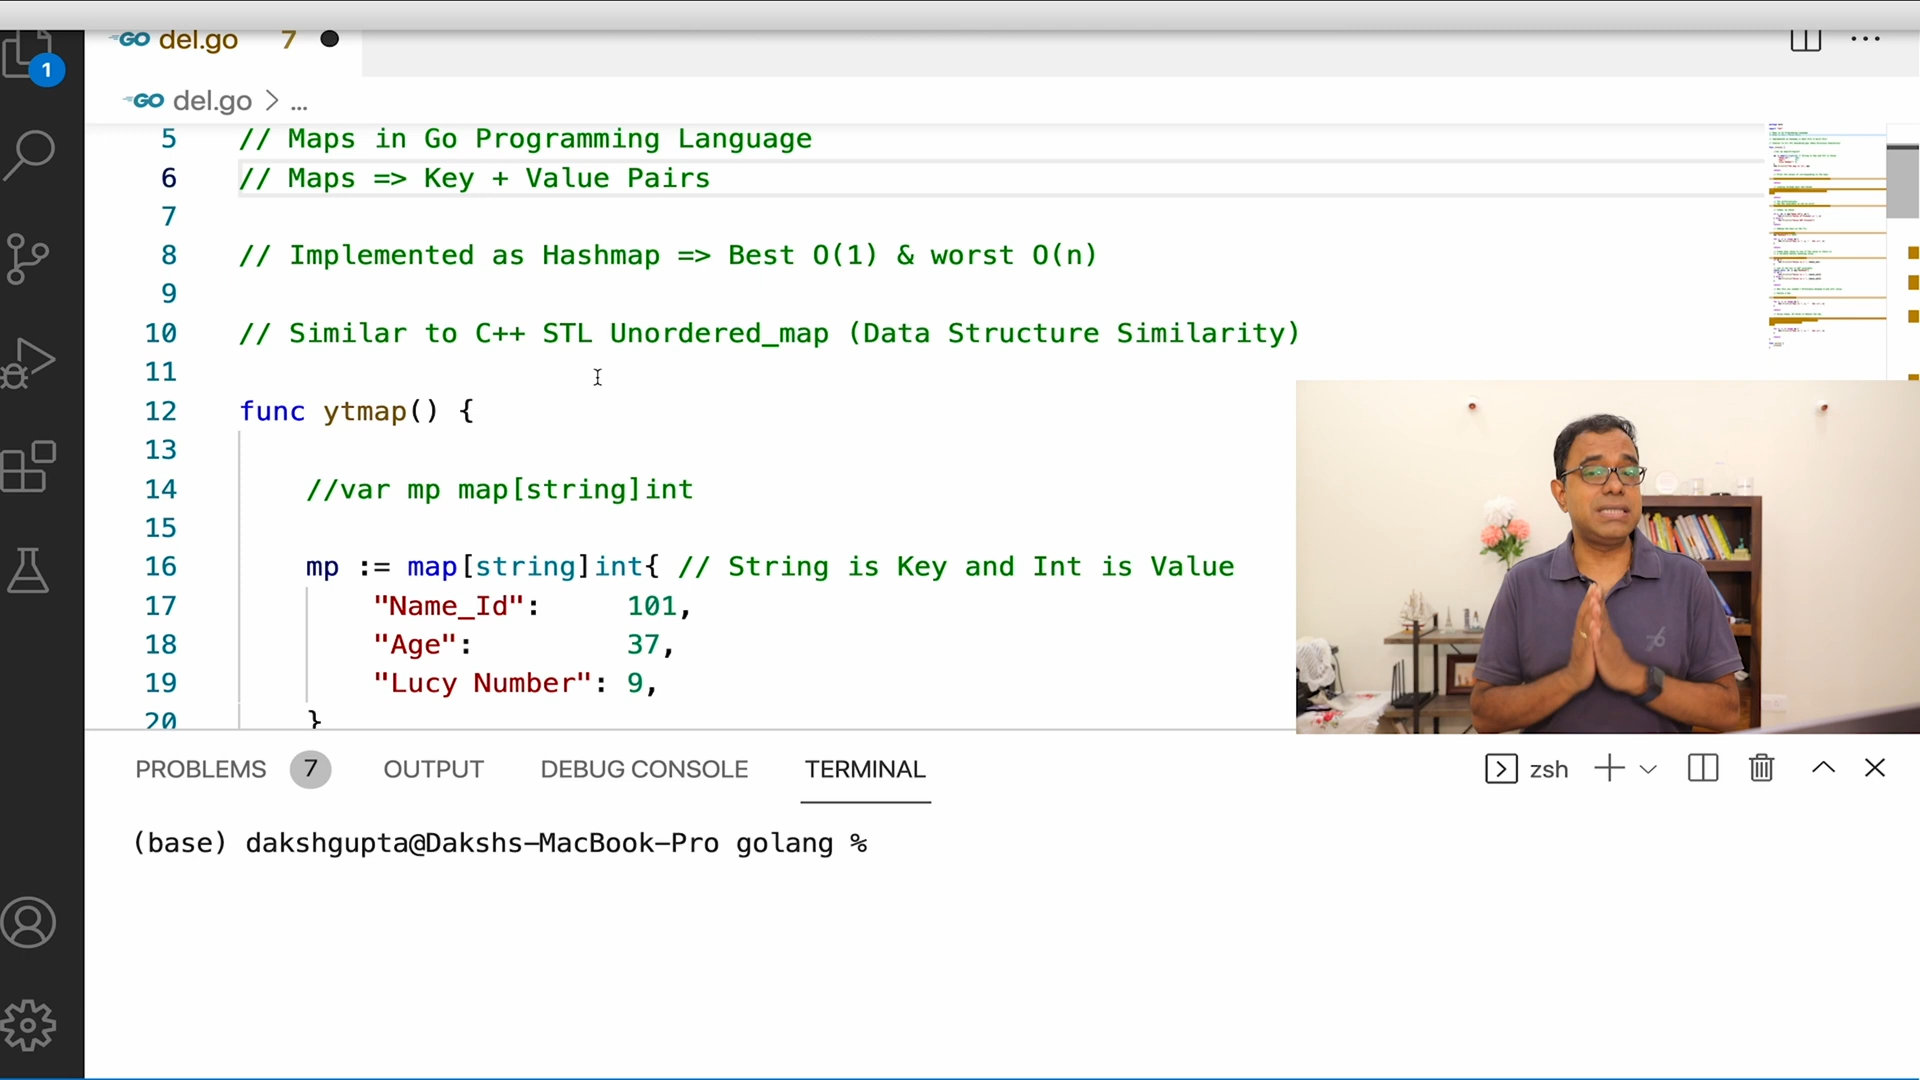 GO del.go 7
1
GO del.go > ...
5 // Maps in Go Programming Language
6 // Maps => Key + Value Pairs
7
8 // Implemented as Hashmap => Best O(1) & worst O(n)
9
10 // Similar to C++ STL Unordered_map (Data Structure Similarity)
11
12 func ytmap() {
13
14 //var mp map[string]int
15
16 mp := map[string]int{ // String is Key and Int is Value
17 "Name_Id": 101,
18 "Age": 37,
19 "Lucy Number": 9,
20 }
PROBLEMS 7 OUTPUT DEBUG CONSOLE TERMINAL zsh
(base) dakshgupta@Dakshs-MacBook-Pro golang %